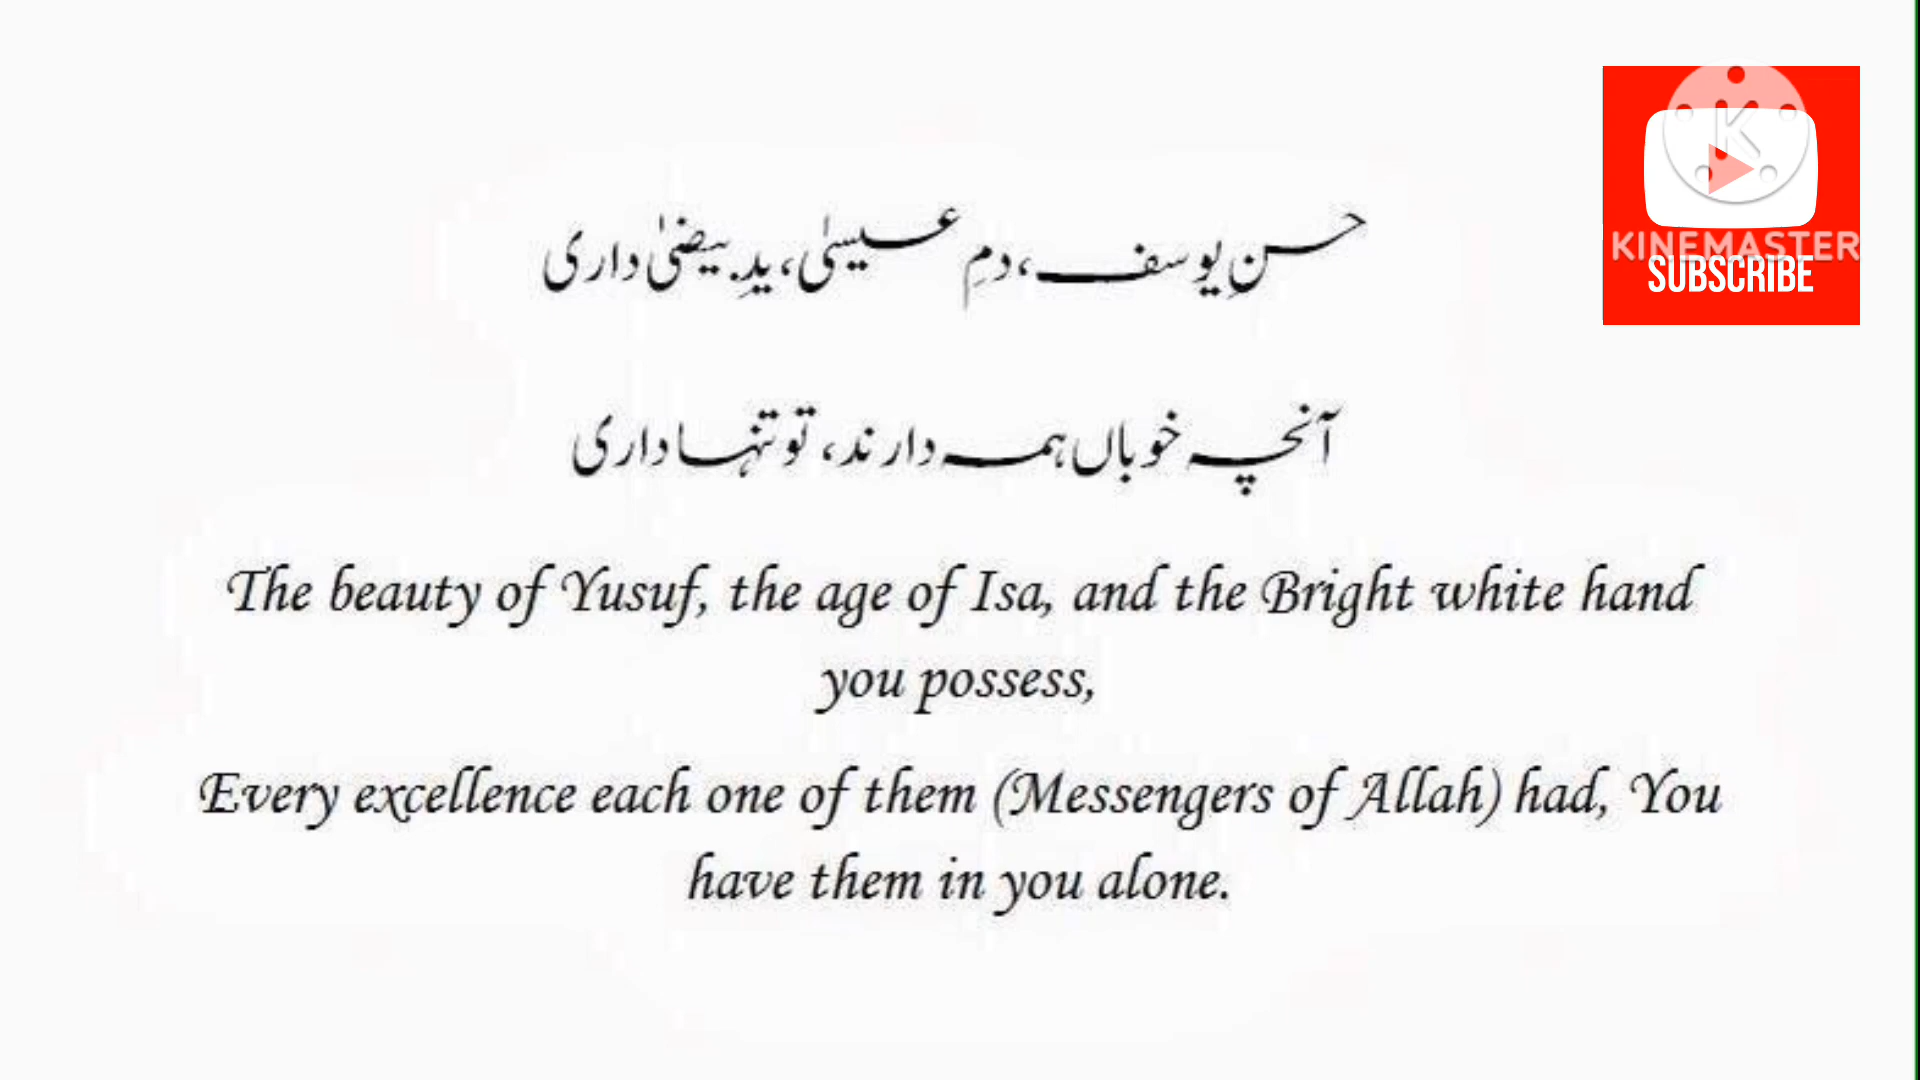 حسنِ یوسف، دمِ عیسیٰ، یدِ بیضیٰ داری
آنچہ خوباں ہمہ دارند، تو تنہا داری
The beauty of Yusuf, the age of Isa, and the Bright white hand
you possess,
Every excellence each one of them (Messengers of Allah) had, You
have them in you alone.
K
KINEMASTER
SUBSCRIBE